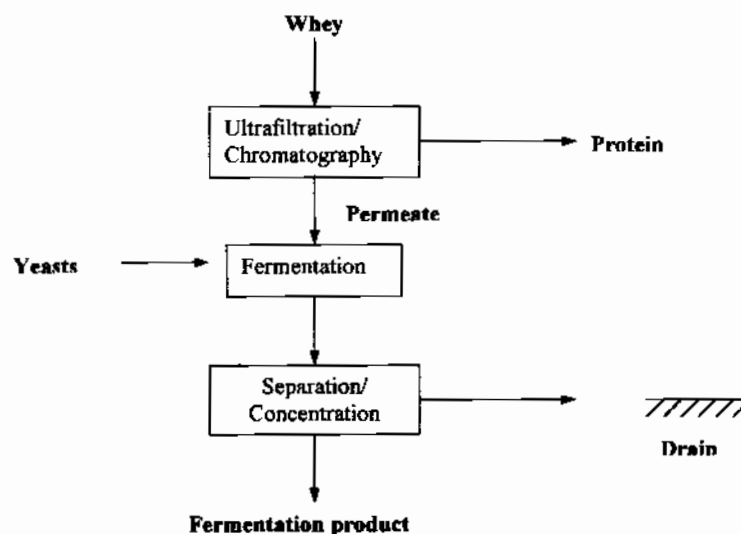 Whey
Ultrafiltration/
Chromatography
Protein
Permeate
Yeasts
Fermentation
Separation/
Concentration
Drain
Fermentation product